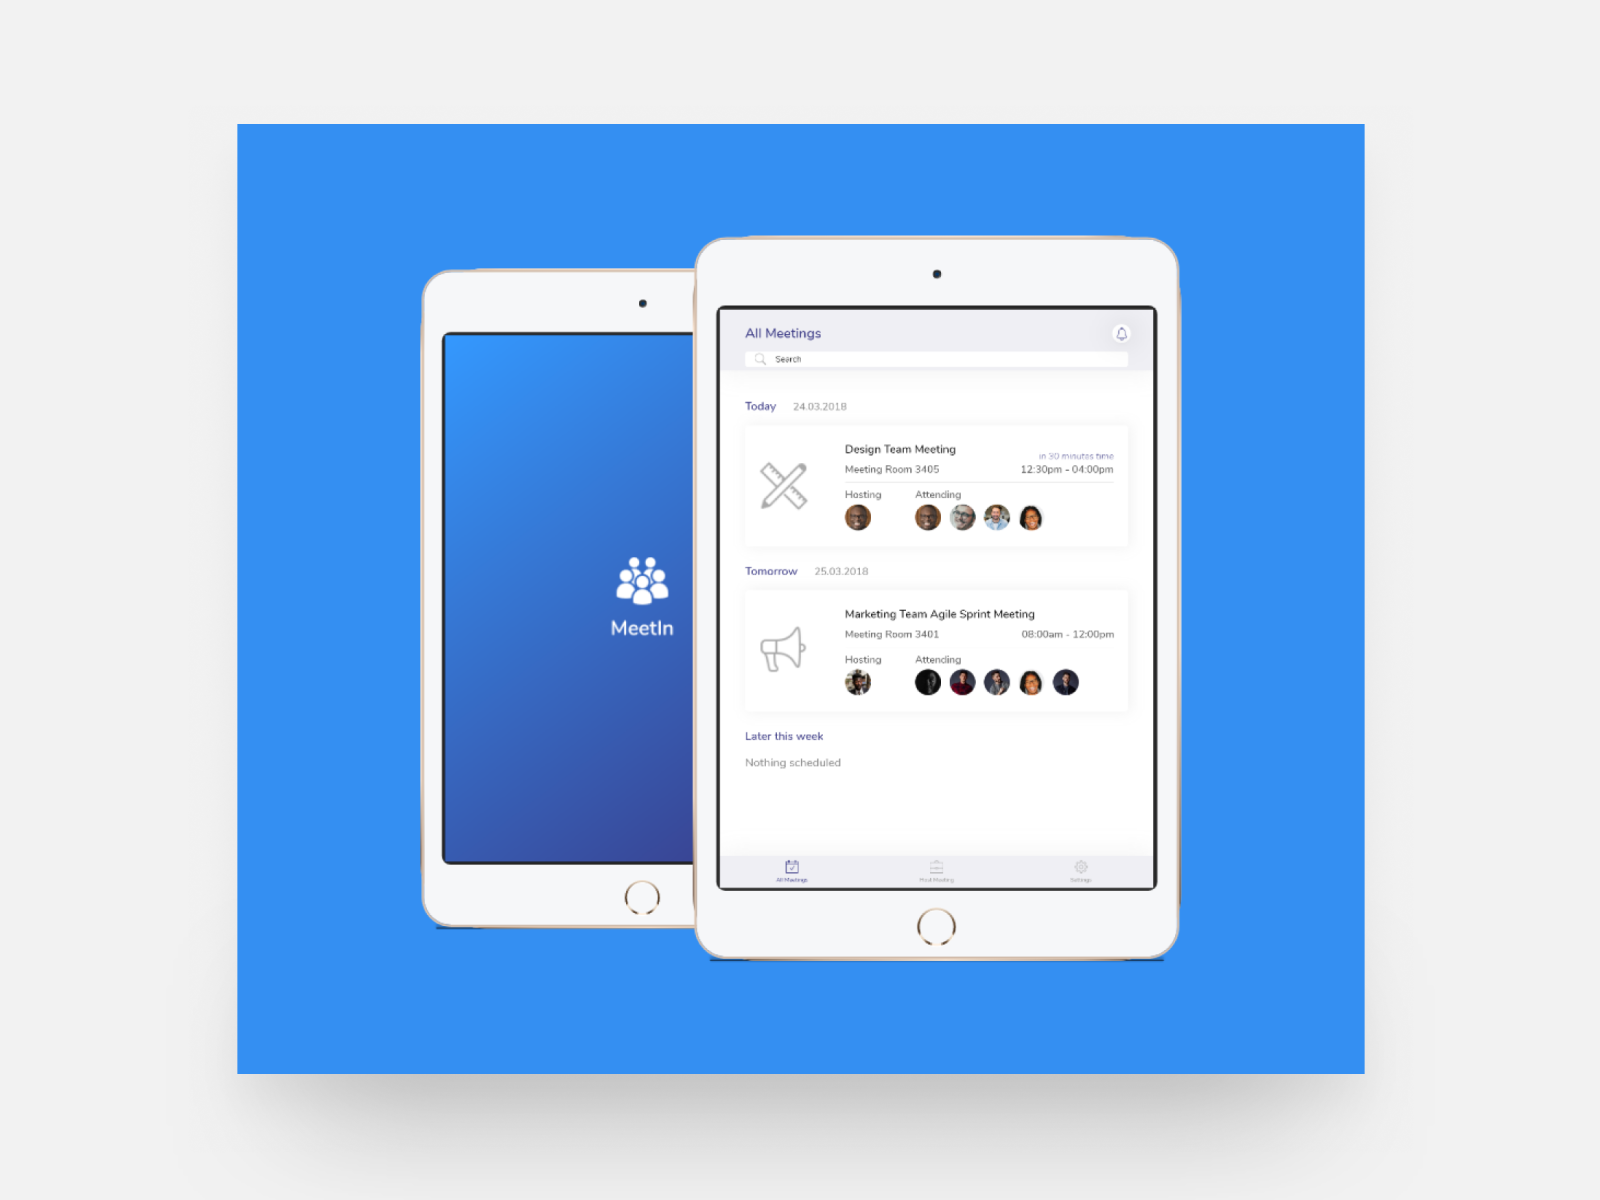 MeetIn
All Meetings
Search
Today 24.03.2018
Design Team Meeting
in 30 minutes time
Meeting Room 3405 12:30pm - 04:00pm
Hosting Attending
Tomorrow 25.03.2018
Marketing Team Agile Sprint Meeting
Meeting Room 3401 08:00am - 12:00pm
Hosting Attending
Later this week
Nothing scheduled
All Meetings Host Meeting Settings